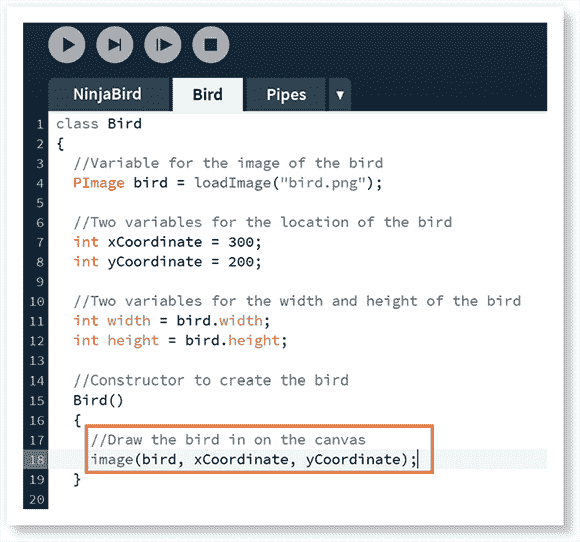 NinjaBird Bird Pipes ▼
1 class Bird
2 {
3 //Variable for the image of the bird
4 PImage bird = loadImage("bird.png");
5
6 //Two variables for the location of the bird
7 int xCoordinate = 300;
8 int yCoordinate = 200;
9
10 //Two variables for the width and height of the bird
11 int width = bird.width;
12 int height = bird.height;
13
14 //Constructor to create the bird
15 Bird()
16 {
17 //Draw the bird in on the canvas
18 image(bird, xCoordinate, yCoordinate);
19 }
20